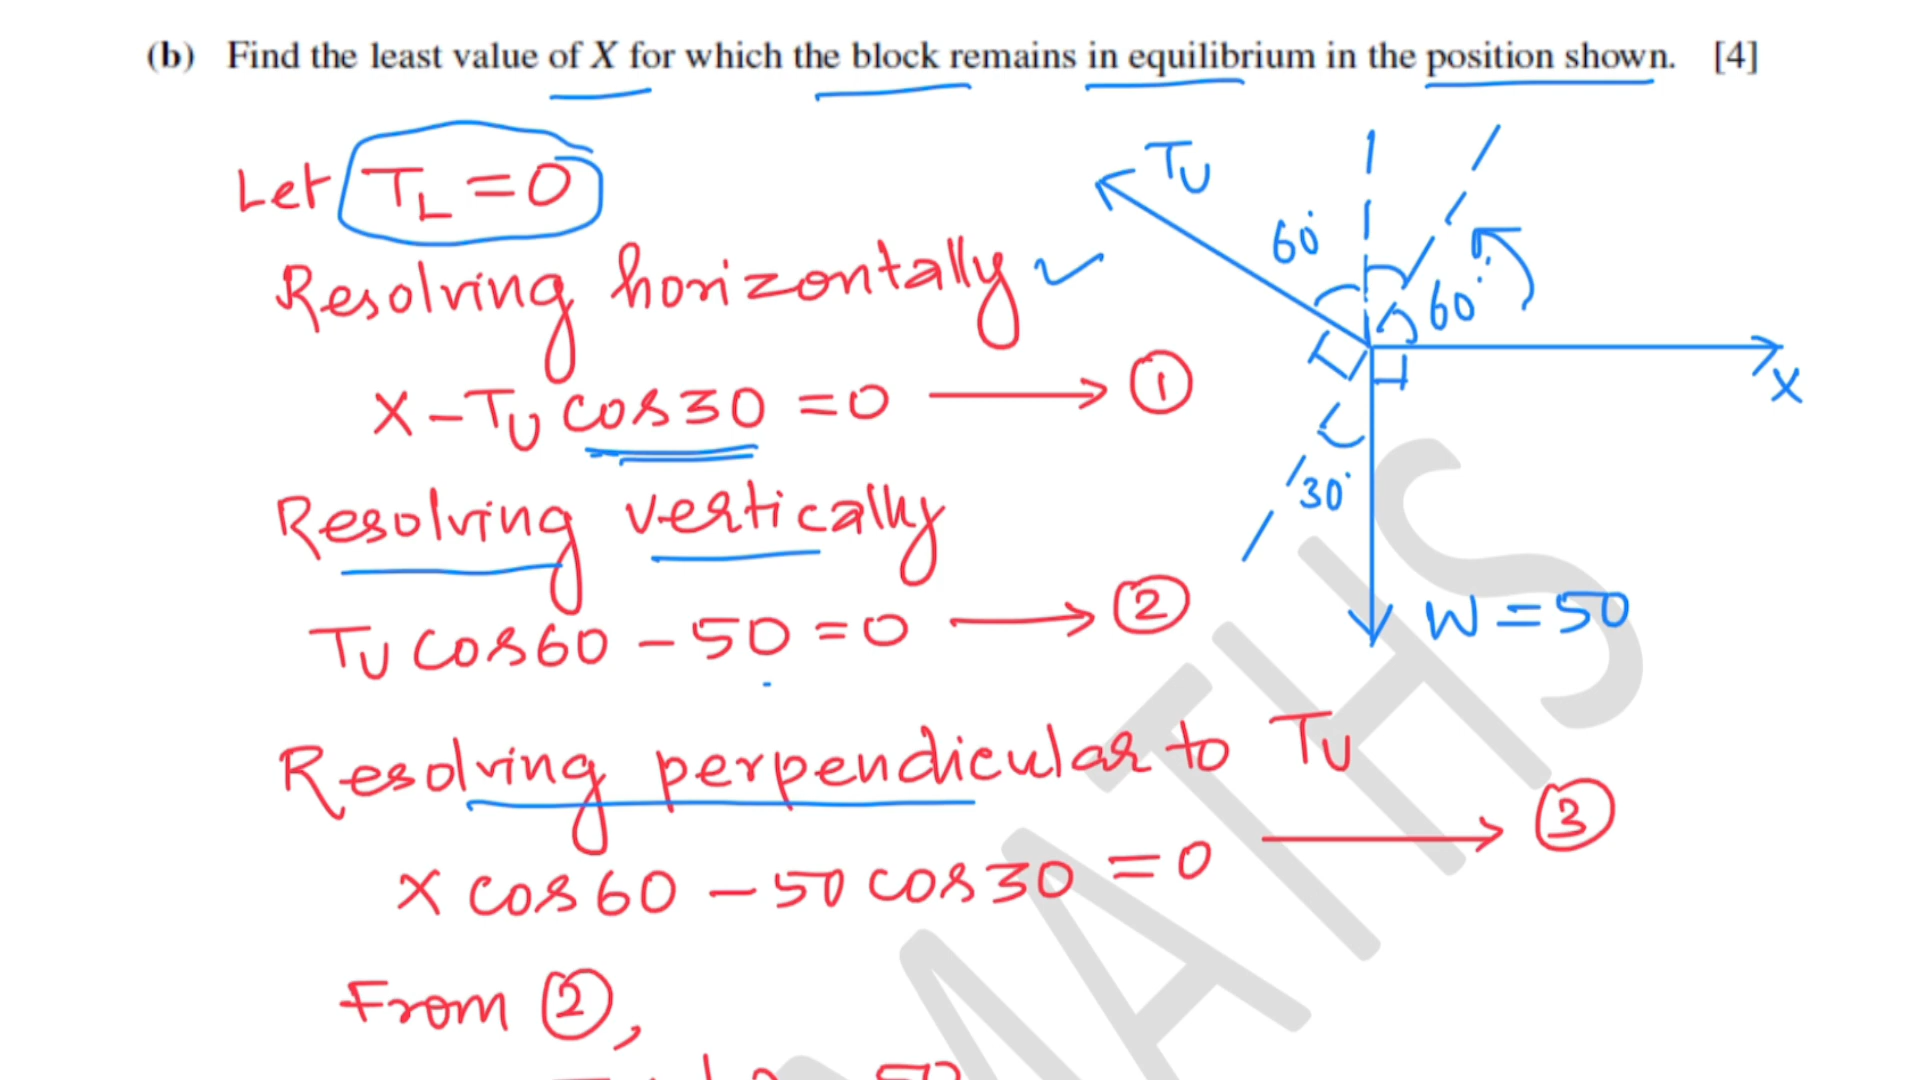 (b) Find the least value of X for which the block remains in equilibrium in the position shown. [4]
Let T_L = 0
Resolving horizontally ✓
X - T_U cos30 = 0 → ①
Resolving vertically
T_U cos60 - 50 = 0 → ②
Resolving perpendicular to T_U
X cos60 - 50 cos30 = 0 → ③
From ②,
T_U
60°
60°
X
30°
W = 50
MATHS